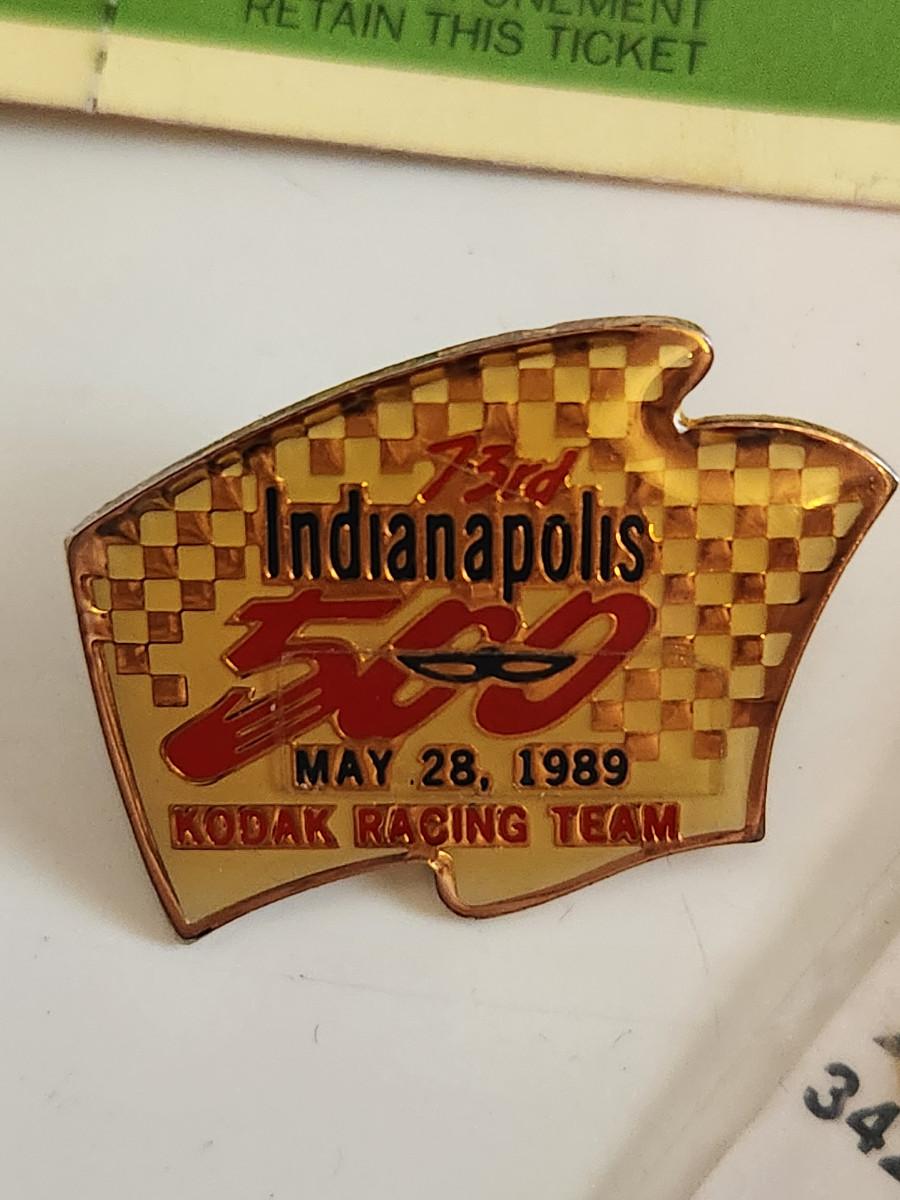 RETAIN THIS TICKET
73rd
Indianapolis
500
MAY 28, 1989
KODAK RACING TEAM
34